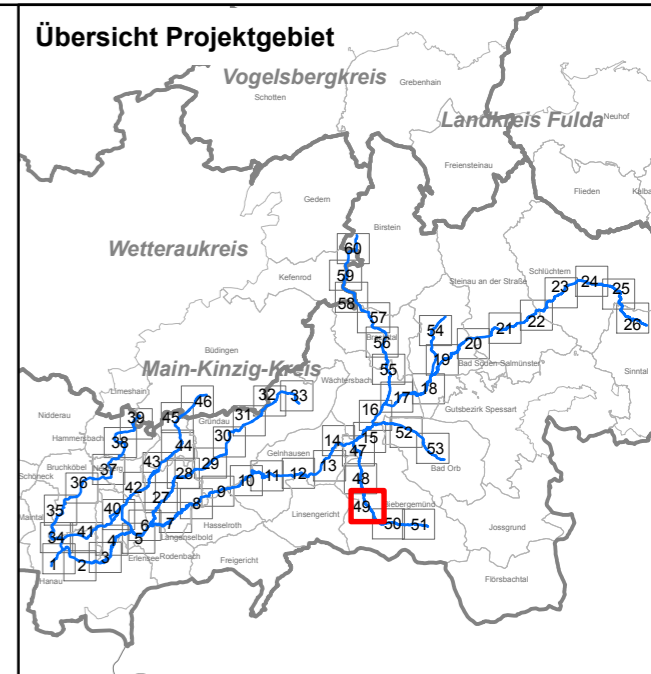 Übersicht Projektgebiet
Vogelsbergkreis
Grebenhain
Schotten
Landkreis Fulda
Neuhof
Freiensteinau
Flieden
Kalba
Gedern
Birstein
Wetteraukreis
60
Steinau an der Straße
Schlüchtern
Kefenrod
59
23
24
25
58
57
54
22
26
21
Büdingen
56
20
Sinntal
Main-Kinzig-Kreis
19
Bad Soden-Salmünster
Limeshain
Wächtersbach
55
18
46
32
33
17
Nidderau
39
45
31
16
Gutsbezirk Spessart
Hammersbach
38
Gründau
30
44
14
15
52
Bruchköbel
37
43
29
Gelnhausen
47
53
Schöneck
36
28
13
Bad Orb
42
10
11
12
48
35
27
9
Maintal
40
8
Linsengericht
49
Biebergemünd
41
6
7
Hasselroth
50
51
Jossgrund
34
5
Langenselbold
4
Erlensee
Rodenbach
Freigericht
1
2
3
Hanau
Flörsbachtal